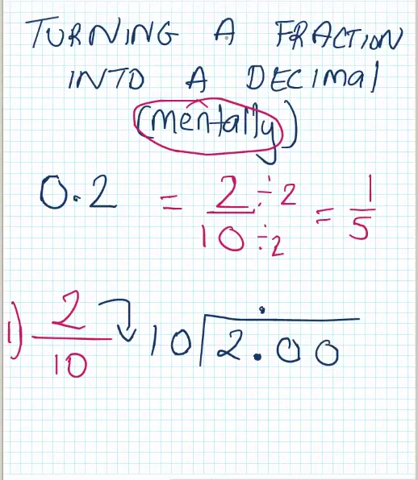 TURNING A FRACTION
INTO A DECIMAL
(mentally)
0.2 = 2/10 ÷2/÷2 = 1/5
1) 2/10 10)2.00